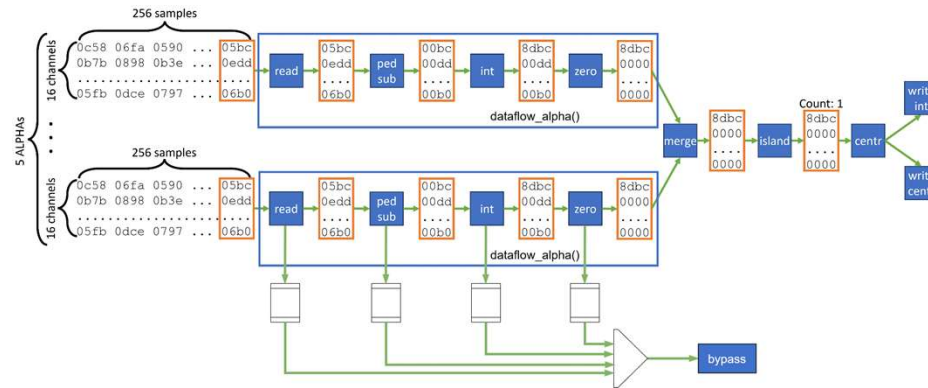 256 samples
5 ALPHAs
16 channels
0c58 06fa 0590 ... 05bc
0b7b 0898 0b3e ... 0edd
....................................
05fb 0dce 0797 ... 06b0
read
05bc
0edd
....
06b0
ped
sub
00bc
00dd
....
00b0
int
8dbc
00dd
....
00b0
zero
8dbc
0000
....
0000
dataflow_alpha()
256 samples
16 channels
0c58 06fa 0590 ... 05bc
0b7b 0898 0b3e ... 0edd
....................................
05fb 0dce 0797 ... 06b0
read
05bc
0edd
....
06b0
ped
sub
00bc
00dd
....
00b0
int
8dbc
00dd
....
00b0
zero
8dbc
0000
....
0000
dataflow_alpha()
merge
8dbc
0000
....
0000
island
Count: 1
8dbc
0000
....
0000
centr
writ
int
writ
cent
bypass